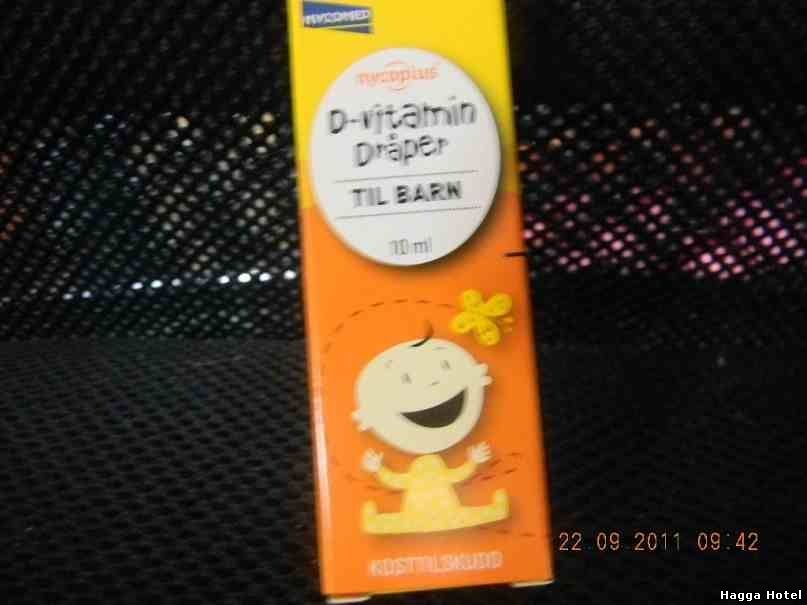 NYCOMED
nycoplus
D-vitamin
Dråper
TIL BARN
10 ml
KOSTTILSKUDD
22 09 2011 09:42
Hagga Hotel